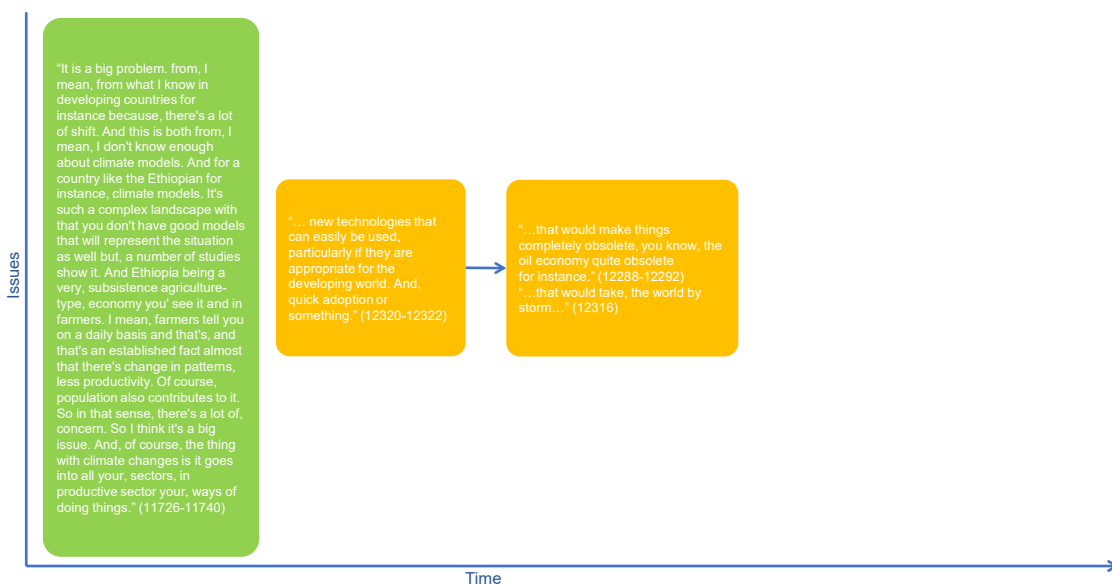 “It is a big problem. from, I
mean, from what I know in
developing countries for
instance because, there's a lot
of shift. And this is both from, I
mean, I don't know enough
about climate models. And for a
country like the Ethiopian for
instance, climate models. It's
such a complex landscape with
that you don't have good models
that will represent the situation
as well but, a number of studies
show it. And Ethiopia being a
very, subsistence agriculture-
type, economy you' see it and in
farmers. I mean, farmers tell you
on a daily basis and that's, and
that's an established fact almost
that there's change in patterns,
less productivity. Of course,
population also contributes to it.
So in that sense, there's a lot of,
concern. So I think it's a big
issue. And, of course, the thing
with climate changes is it goes
into all your, sectors, in
productive sector your, ways of
doing things.” (11726-11740)
“… new technologies that
can easily be used,
particularly if they are
appropriate for the
developing world. And,
quick adoption or
something.” (12320-12322)
“…that would make things
completely obsolete, you know, the
oil economy quite obsolete
for instance.” (12288-12292)
“…that would take, the world by
storm…” (12316)
Issues
Time